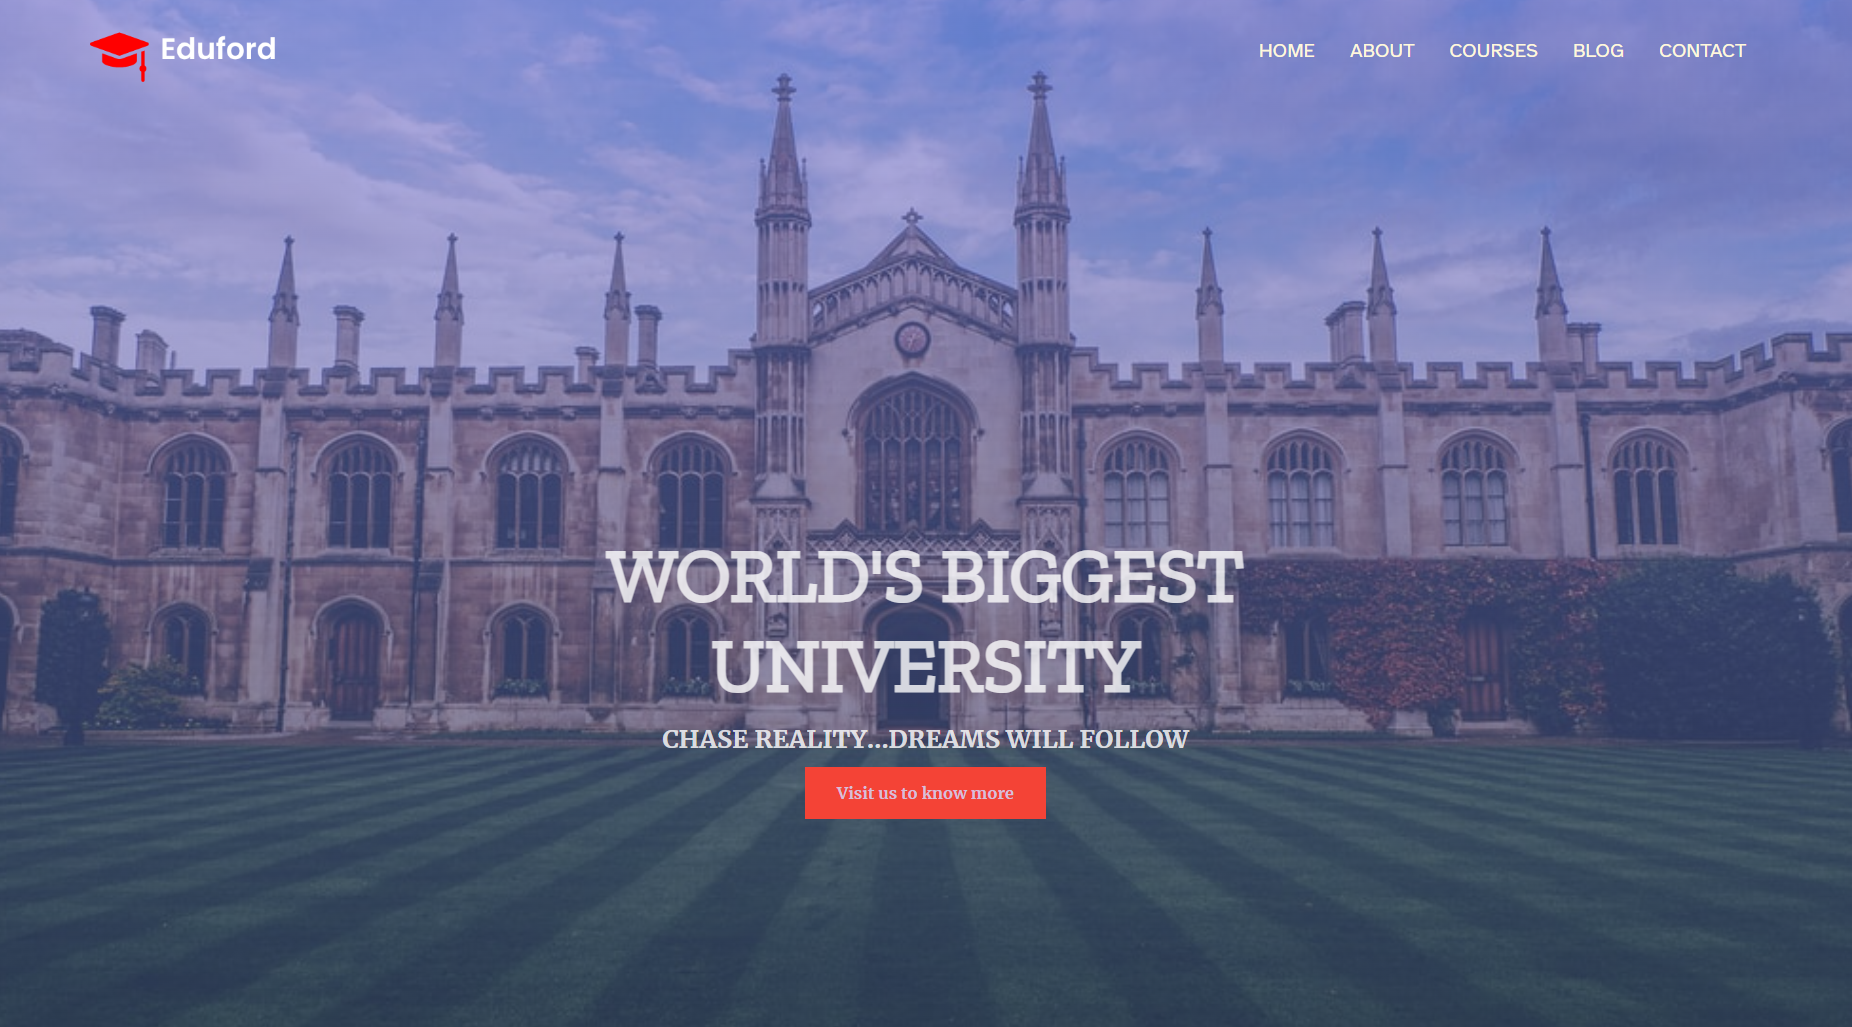 Eduford
HOME ABOUT COURSES BLOG CONTACT
WORLD'S BIGGEST
UNIVERSITY
CHASE REALITY...DREAMS WILL FOLLOW
Visit us to know more